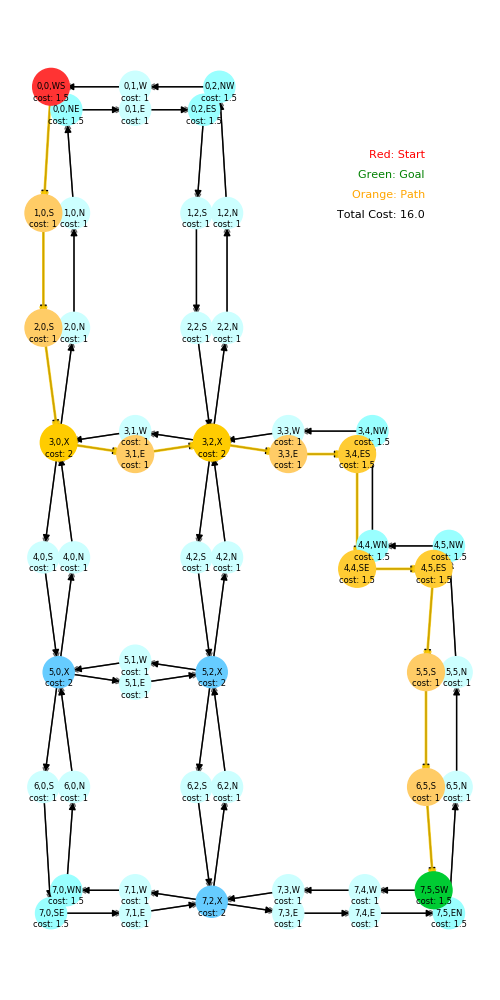 0,0,WS
cost: 1.5
0,1,W
cost: 1
0,2,NW
cost: 1.5
0,0,NE
cost: 1.5
0,1,E
cost: 1
0,2,ES
cost: 1.5
Red: Start
Green: Goal
Orange: Path
Total Cost: 16.0
1,0,S
cost: 1
1,0,N
cost: 1
1,2,S
cost: 1
1,2,N
cost: 1
2,0,S
cost: 1
2,0,N
cost: 1
2,2,S
cost: 1
2,2,N
cost: 1
3,0,X
cost: 2
3,1,W
cost: 1
3,1,E
cost: 1
3,2,X
cost: 2
3,3,W
cost: 1
3,3,E
cost: 1
3,4,NW
cost: 1.5
3,4,ES
cost: 1.5
4,0,S
cost: 1
4,0,N
cost: 1
4,2,S
cost: 1
4,2,N
cost: 1
4,4,WN
cost: 1.5
4,4,SE
cost: 1.5
4,5,NW
cost: 1.5
4,5,ES
cost: 1.5
5,0,X
cost: 2
5,1,W
cost: 1
5,1,E
cost: 1
5,2,X
cost: 2
5,5,S
cost: 1
5,5,N
cost: 1
6,0,S
cost: 1
6,0,N
cost: 1
6,2,S
cost: 1
6,2,N
cost: 1
6,5,S
cost: 1
6,5,N
cost: 1
7,0,WN
cost: 1.5
7,0,SE
cost: 1.5
7,1,W
cost: 1
7,1,E
cost: 1
7,2,X
cost: 2
7,3,W
cost: 1
7,3,E
cost: 1
7,4,W
cost: 1
7,4,E
cost: 1
7,5,SW
cost: 1.5
7,5,EN
cost: 1.5